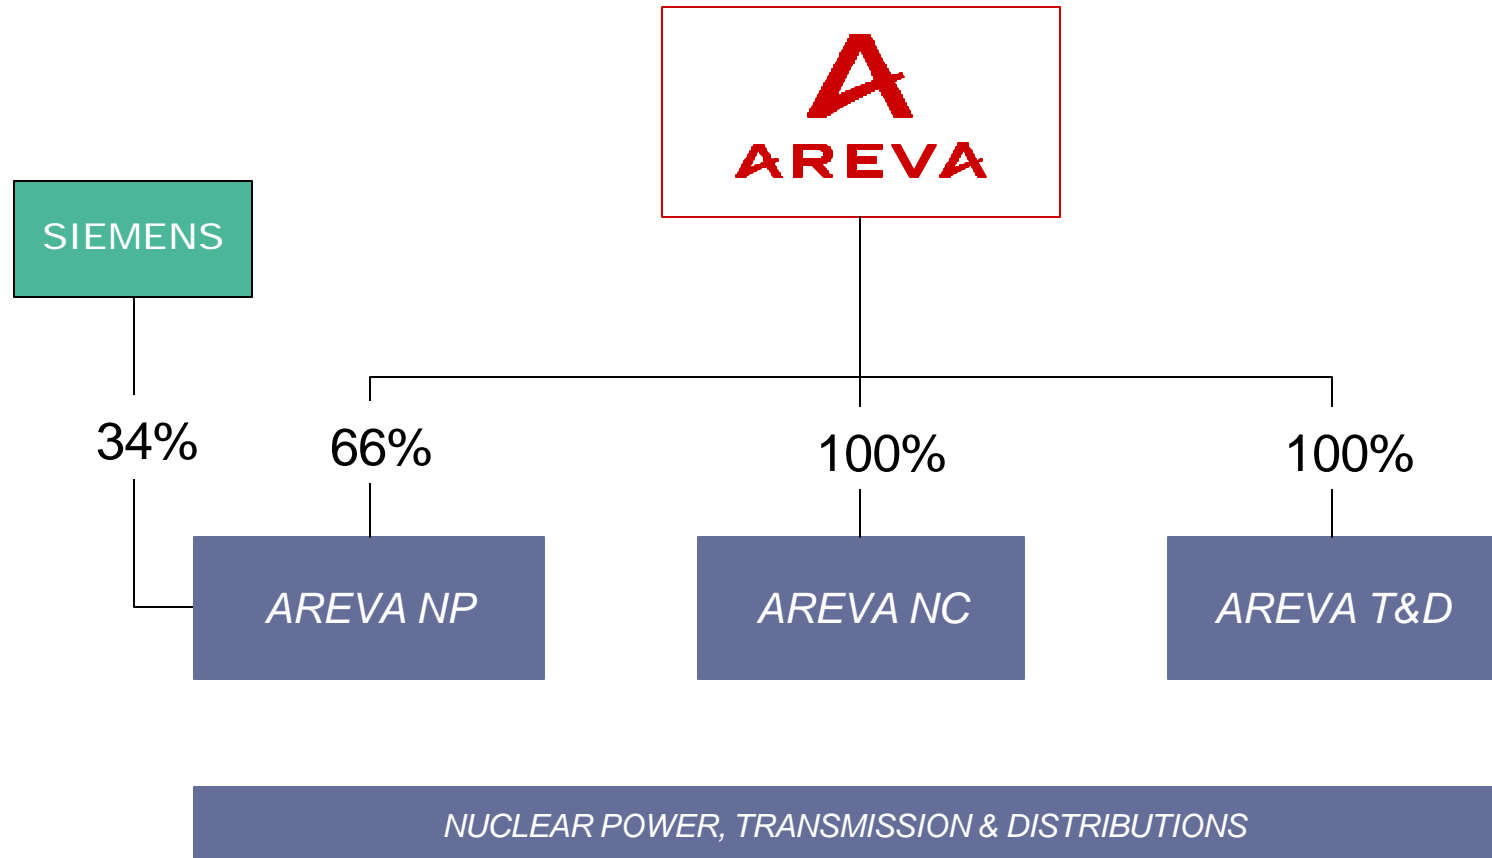 AREVA
SIEMENS
34%
66%
100%
100%
AREVA NP
AREVA NC
AREVA T&D
NUCLEAR POWER, TRANSMISSION & DISTRIBUTIONS